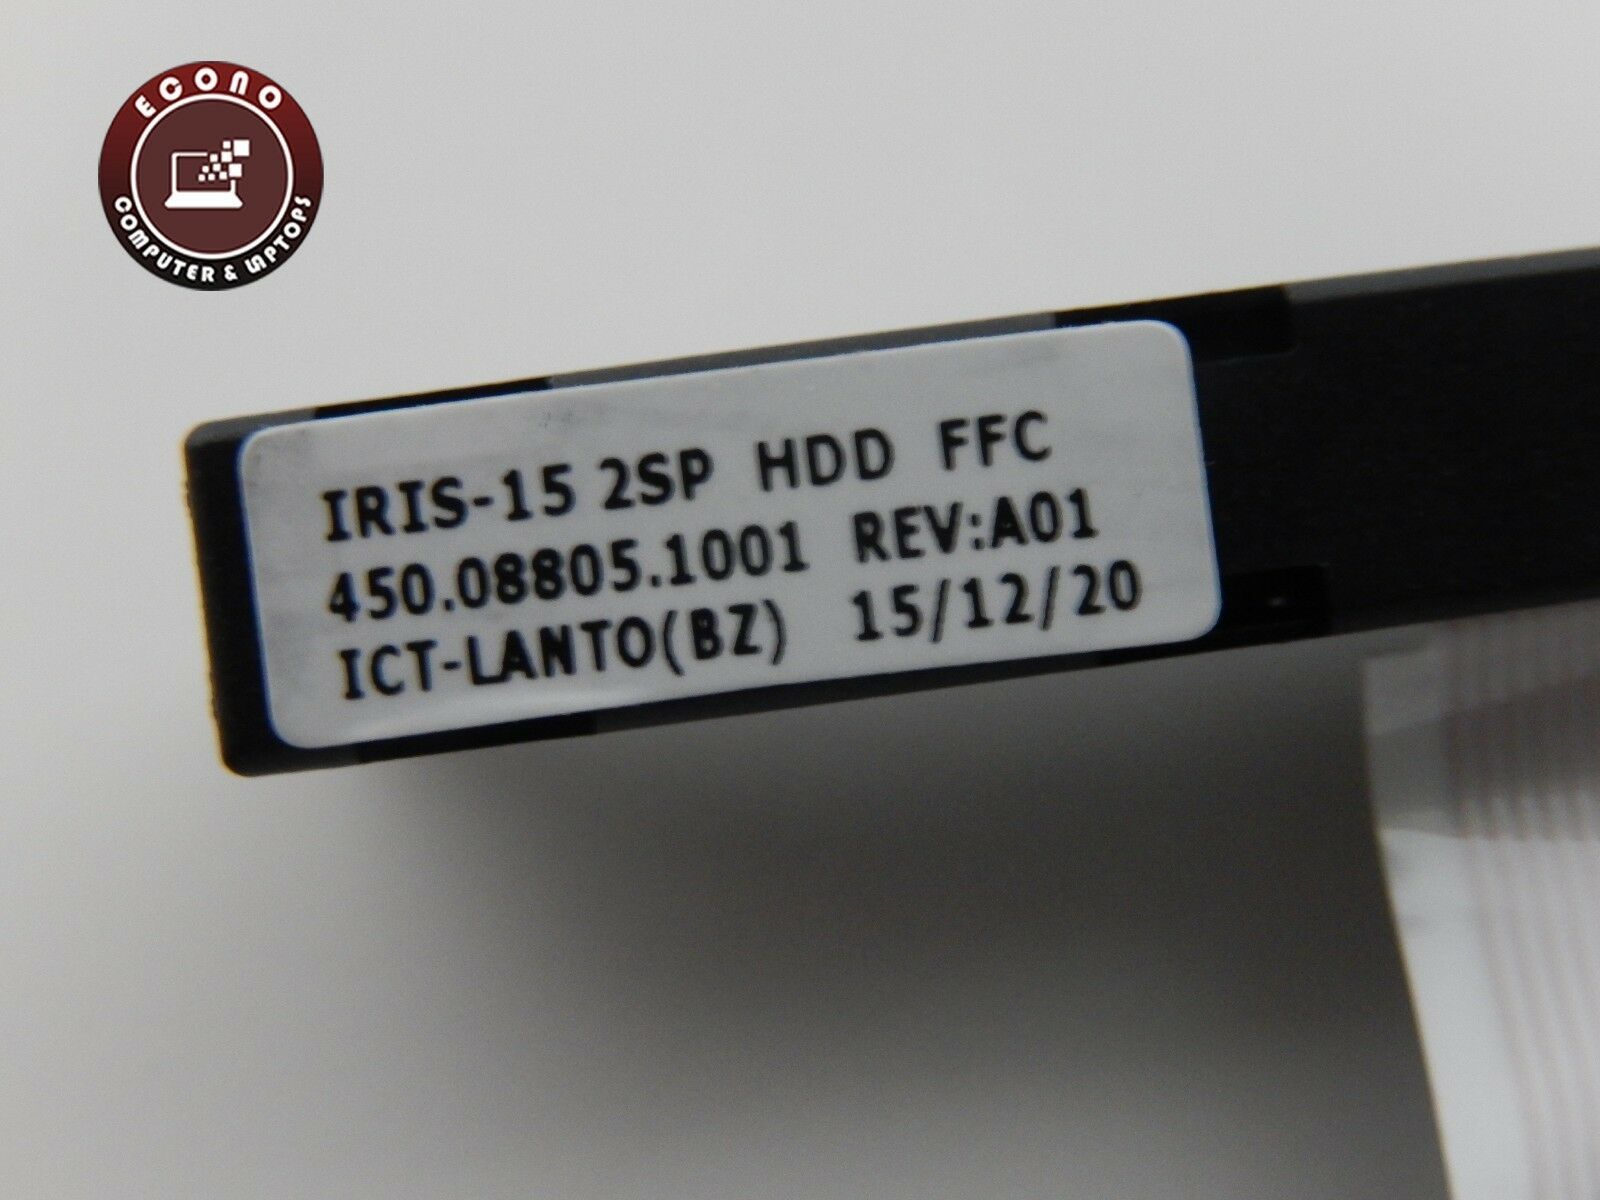 ECONO
COMPUTER & LAPTOPS
IRIS-15 2SP HDD FFC
450.08805.1001 REV:A01
ICT-LANTO(BZ) 15/12/20